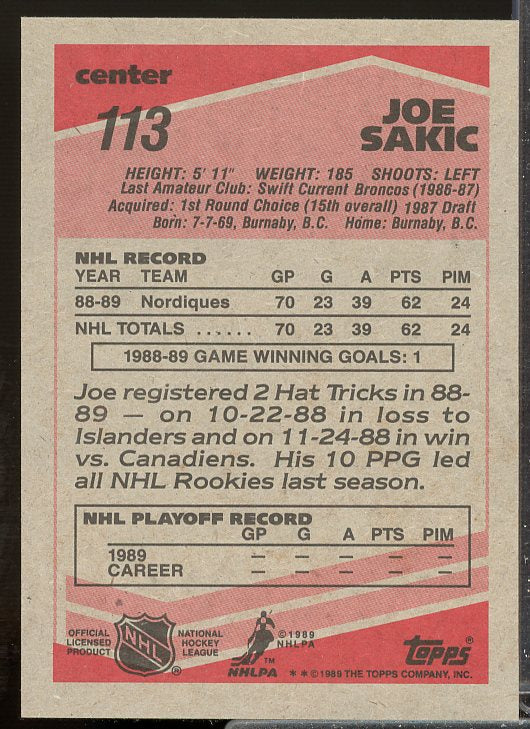 center
113
JOE
SAKIC
HEIGHT: 5' 11" WEIGHT: 185 SHOOTS: LEFT
Last Amateur Club: Swift Current Broncos (1986-87)
Acquired: 1st Round Choice (15th overall) 1987 Draft
Born: 7-7-69, Burnaby, B.C. Home: Burnaby, B.C.
NHL RECORD
YEAR TEAM GP G A PTS PIM
88-89 Nordiques 70 23 39 62 24
NHL TOTALS ...... 70 23 39 62 24
1988-89 GAME WINNING GOALS: 1
Joe registered 2 Hat Tricks in 88-
89 — on 10-22-88 in loss to
Islanders and on 11-24-88 in win
vs. Canadiens. His 10 PPG led
all NHL Rookies last season.
NHL PLAYOFF RECORD
GP G A PTS PIM
1989 — — — — —
CAREER — — — — —
OFFICIAL
LICENSED
PRODUCT
NHL
®
NATIONAL
HOCKEY
LEAGUE
©1989
NHLPA
TM
NHLPA
topps®
**©1989 THE TOPPS COMPANY, INC.